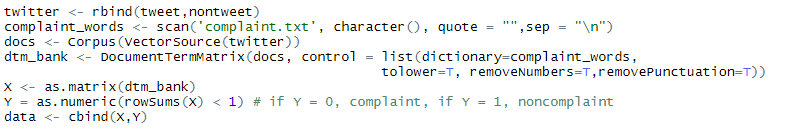 twitter <- rbind(tweet,nontweet)
complaint_words <- scan('complaint.txt', character(), quote = "",sep = "\n")
docs <- Corpus(VectorSource(twitter))
dtm_bank <- DocumentTermMatrix(docs, control = list(dictionary=complaint_words,
tolower=T, removeNumbers=T,removePunctuation=T))
X <- as.matrix(dtm_bank)
Y = as.numeric(rowSums(X) < 1) # if Y = 0, complaint, if Y = 1, noncomplaint
data <- cbind(X,Y)